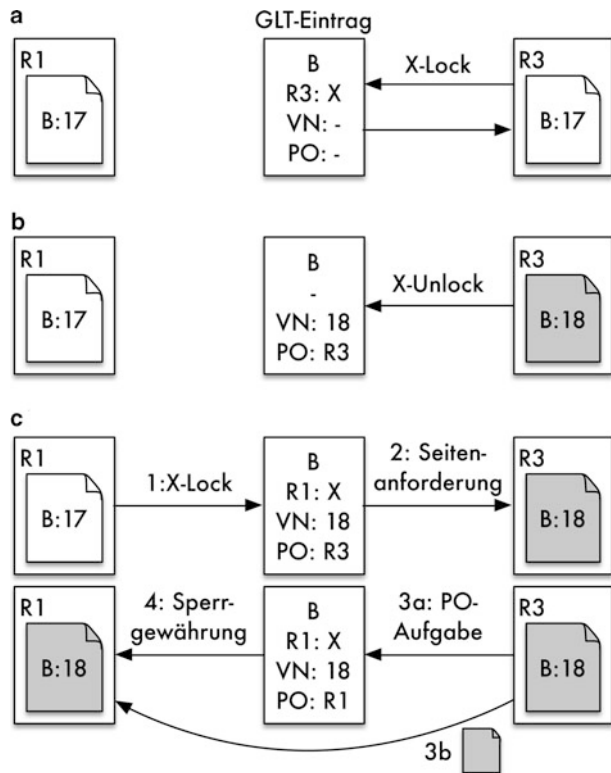 a
GLT-Eintrag
R1
B:17
B
R3: X
VN: -
PO: -
X-Lock
R3
B:17
b
R1
B:17
B
-
VN: 18
PO: R3
X-Unlock
R3
B:18
c
R1
B:17
1:X-Lock
B
R1: X
VN: 18
PO: R3
2: Seiten-
anforderung
R3
B:18
R1
B:18
4: Sperr-
gewährung
B
R1: X
VN: 18
PO: R1
3a: PO-
Aufgabe
R3
B:18
3b